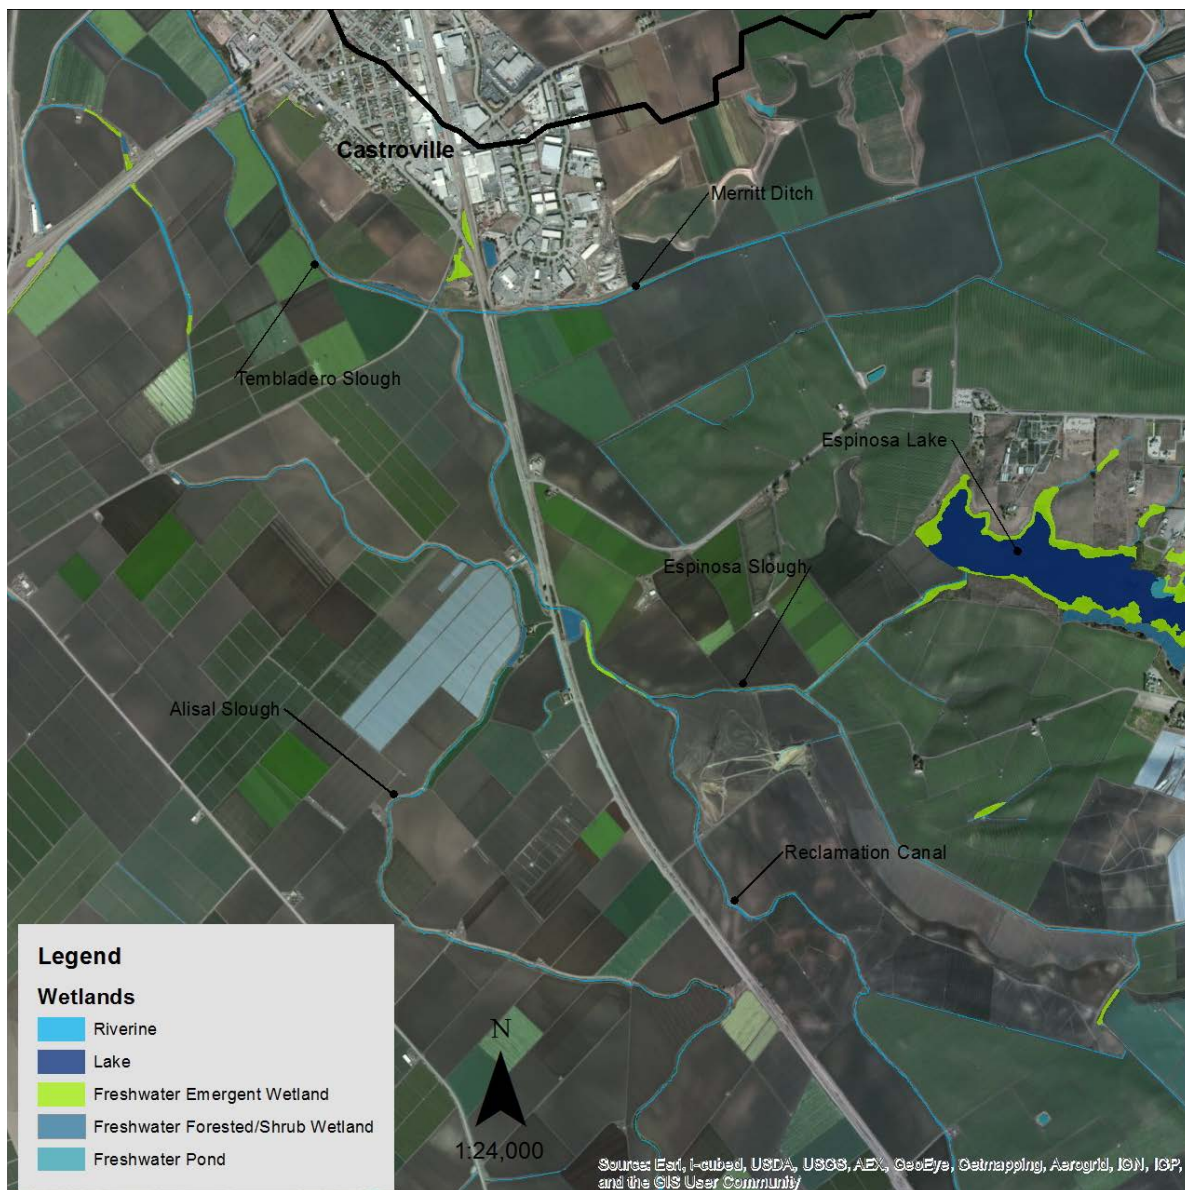 Castroville
Merritt Ditch
Tembladero Slough
Espinosa Lake
Espinosa Slough
Alisal Slough
Reclamation Canal
Legend
Wetlands
Riverine
Lake
Freshwater Emergent Wetland
Freshwater Forested/Shrub Wetland
Freshwater Pond
N
1:24,000
Source: Esri, i-cubed, USDA, USGS, AEX, GeoEye, Getmapping, Aerogrid, IGN, IGP,
and the GIS User Community